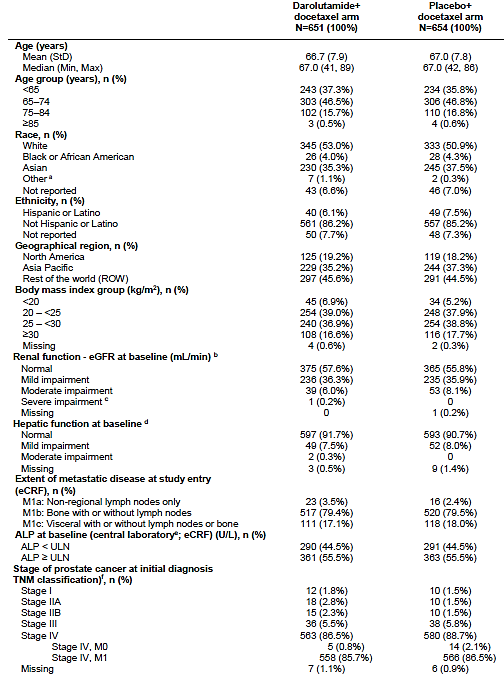 Darolutamide+ docetaxel arm N=651 (100%) Placebo+ docetaxel arm N=654 (100%)
Age (years)
Mean (StD) 66.7 (7.9) 67.0 (7.8)
Median (Min, Max) 67.0 (41, 89) 67.0 (42, 86)
Age group (years), n (%)
<65 243 (37.3%) 234 (35.8%)
65–74 303 (46.5%) 306 (46.8%)
75–84 102 (15.7%) 110 (16.8%)
≥85 3 (0.5%) 4 (0.6%)
Race, n (%)
White 345 (53.0%) 333 (50.9%)
Black or African American 26 (4.0%) 28 (4.3%)
Asian 230 (35.3%) 245 (37.5%)
Other a 7 (1.1%) 2 (0.3%)
Not reported 43 (6.6%) 46 (7.0%)
Ethnicity, n (%)
Hispanic or Latino 40 (6.1%) 49 (7.5%)
Not Hispanic or Latino 561 (86.2%) 557 (85.2%)
Not reported 50 (7.7%) 48 (7.3%)
Geographical region, n (%)
North America 125 (19.2%) 119 (18.2%)
Asia Pacific 229 (35.2%) 244 (37.3%)
Rest of the world (ROW) 297 (45.6%) 291 (44.5%)
Body mass index group (kg/m2), n (%)
<20 45 (6.9%) 34 (5.2%)
20 – <25 254 (39.0%) 248 (37.9%)
25 – <30 240 (36.9%) 254 (38.8%)
≥30 108 (16.6%) 116 (17.7%)
Missing 4 (0.6%) 2 (0.3%)
Renal function - eGFR at baseline (mL/min) b
Normal 375 (57.6%) 365 (55.8%)
Mild impairment 236 (36.3%) 235 (35.9%)
Moderate impairment 39 (6.0%) 53 (8.1%)
Severe impairment c 1 (0.2%) 0
Missing 0 1 (0.2%)
Hepatic function at baseline d
Normal 597 (91.7%) 593 (90.7%)
Mild impairment 49 (7.5%) 52 (8.0%)
Moderate impairment 2 (0.3%) 0
Missing 3 (0.5%) 9 (1.4%)
Extent of metastatic disease at study entry
(eCRF), n (%)
M1a: Non-regional lymph nodes only 23 (3.5%) 16 (2.4%)
M1b: Bone with or without lymph nodes 517 (79.4%) 520 (79.5%)
M1c: Visceral with or without lymph nodes or bone 111 (17.1%) 118 (18.0%)
ALP at baseline (central laboratorye; eCRF) (U/L), n (%)
ALP < ULN 290 (44.5%) 291 (44.5%)
ALP ≥ ULN 361 (55.5%) 363 (55.5%)
Stage of prostate cancer at initial diagnosis
TNM classification)f, n (%)
Stage I 12 (1.8%) 10 (1.5%)
Stage IIA 18 (2.8%) 10 (1.5%)
Stage IIB 15 (2.3%) 10 (1.5%)
Stage III 36 (5.5%) 38 (5.8%)
Stage IV 563 (86.5%) 580 (88.7%)
Stage IV, M0 5 (0.8%) 14 (2.1%)
Stage IV, M1 558 (85.7%) 566 (86.5%)
Missing 7 (1.1%) 6 (0.9%)